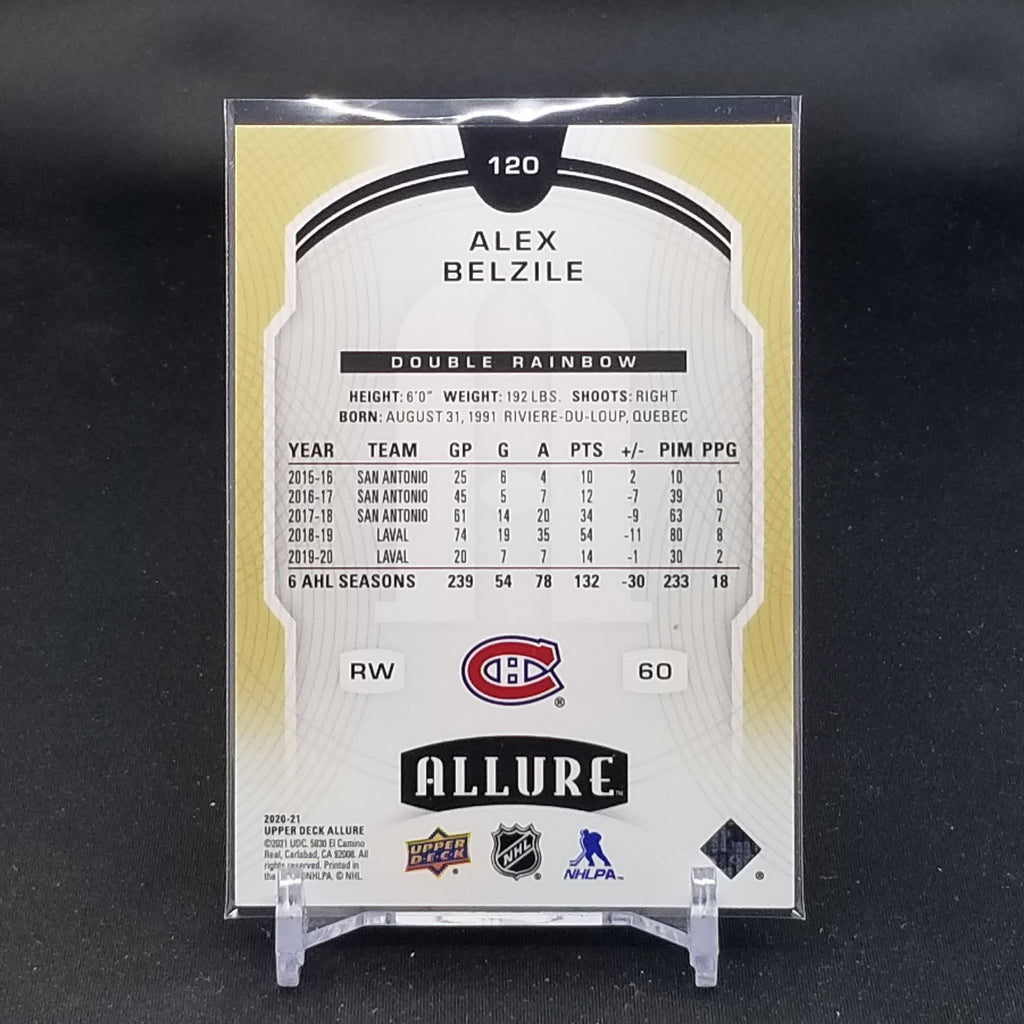 120
ALEX
BELZILE
DOUBLE RAINBOW
HEIGHT: 6'0" WEIGHT: 192 LBS. SHOOTS: RIGHT
BORN: AUGUST 31, 1991 RIVIERE-DU-LOUP, QUEBEC
YEAR TEAM GP G A PTS +/- PIM PPG
2015-16 SAN ANTONIO 25 6 4 10 2 10 1
2016-17 SAN ANTONIO 45 5 7 12 -7 39 0
2017-18 SAN ANTONIO 61 14 20 34 -9 63 7
2018-19 LAVAL 74 19 35 54 -11 80 8
2019-20 LAVAL 20 7 7 14 -1 30 2
6 AHL SEASONS 239 54 78 132 -30 233 18
RW 60
ALLURE™
2020-21
UPPER DECK ALLURE
©2021 UDC. 5830 El Camino
Real, Carlsbad, CA 92008. All
rights reserved. Printed in
the ©NHLPA. © NHL
UPPER DECK ®
NHL ®
NHLPA™